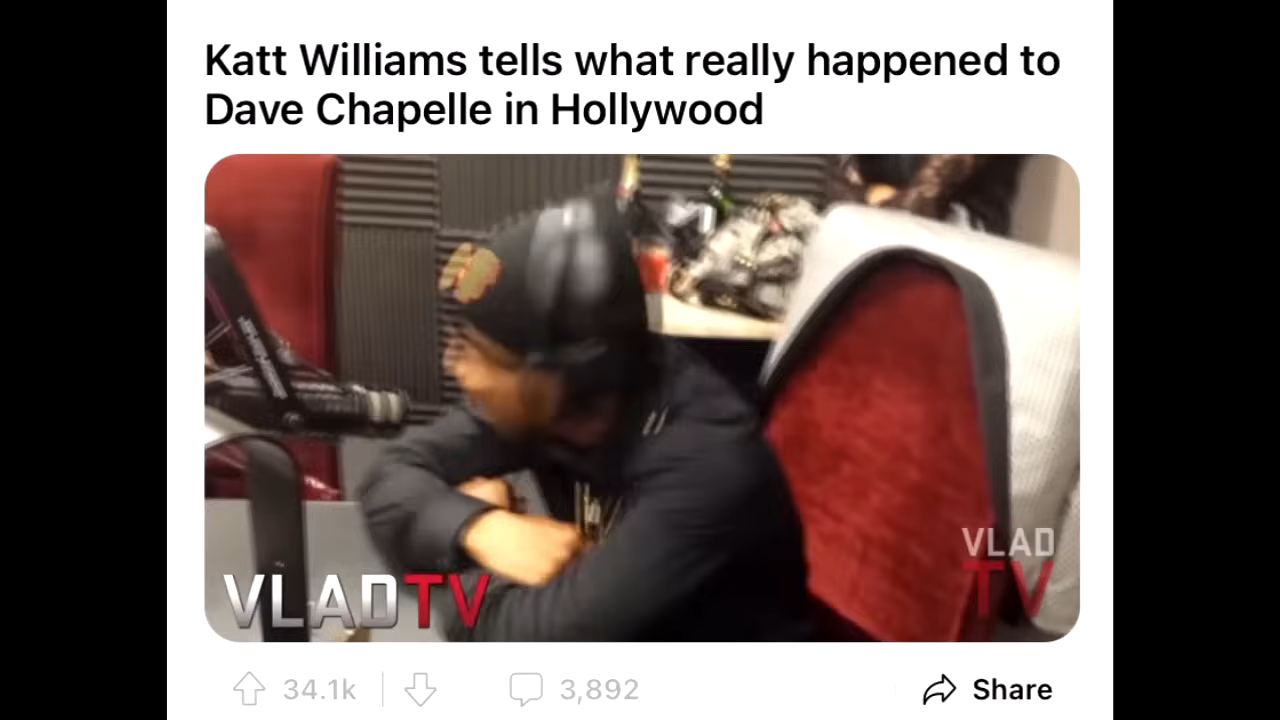 Katt Williams tells what really happened to
Dave Chapelle in Hollywood
VLAD
TV
VLADTV
34.1k
3,892
Share